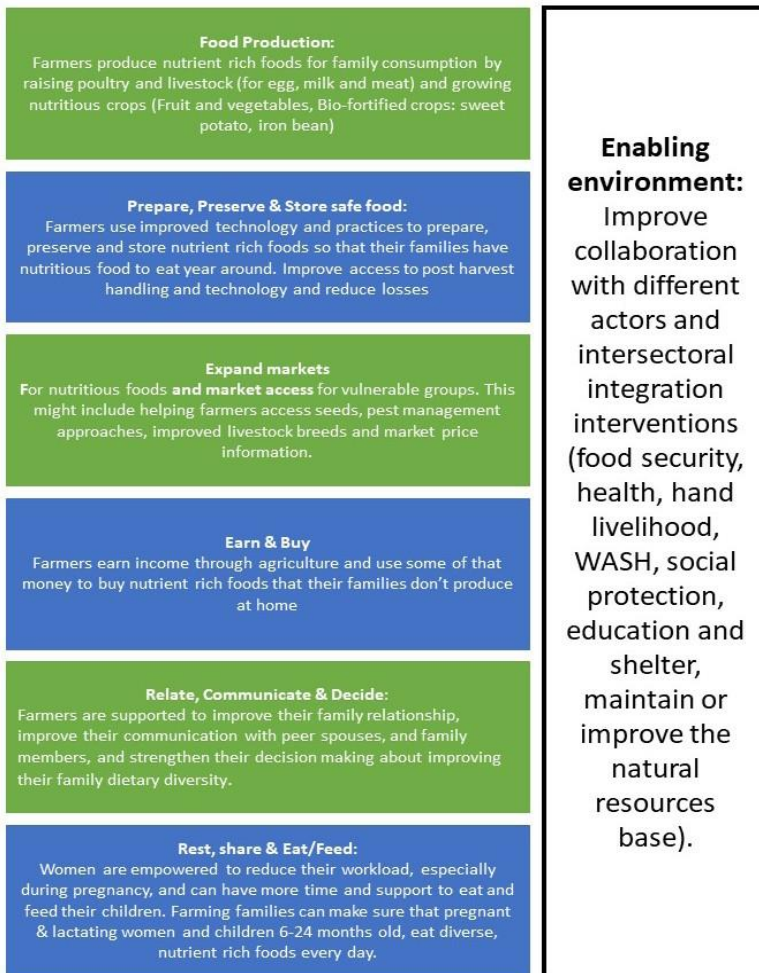 Food Production:
Farmers produce nutrient rich foods for family consumption by
raising poultry and livestock (for egg, milk and meat) and growing
nutritious crops (Fruit and vegetables, Bio-fortified crops: sweet
potato, iron bean)
Prepare, Preserve & Store safe food:
Farmers use improved technology and practices to prepare,
preserve and store nutrient rich foods so that their families have
nutritious food to eat year around. Improve access to post harvest
handling and technology and reduce losses
Expand markets
For nutritious foods and market access for vulnerable groups. This
might include helping farmers access seeds, pest management
approaches, improved livestock breeds and market price
information.
Earn & Buy
Farmers earn income through agriculture and use some of that
money to buy nutrient rich foods that their families don't produce
at home
Relate, Communicate & Decide:
Farmers are supported to improve their family relationship,
improve their communication with peer spouses, and family
members, and strengthen their decision making about improving
their family dietary diversity.
Rest, share & Eat/Feed:
Women are empowered to reduce their workload, especially
during pregnancy, and can have more time and support to eat and
feed their children. Farming families can make sure that pregnant
& lactating women and children 6-24 months old, eat diverse,
nutrient rich foods every day.
Enabling
environment:
Improve
collaboration
with different
actors and
intersectoral
integration
interventions
(food security,
health, hand
livelihood,
WASH, social
protection,
education and
shelter,
maintain or
improve the
natural
resources
base).